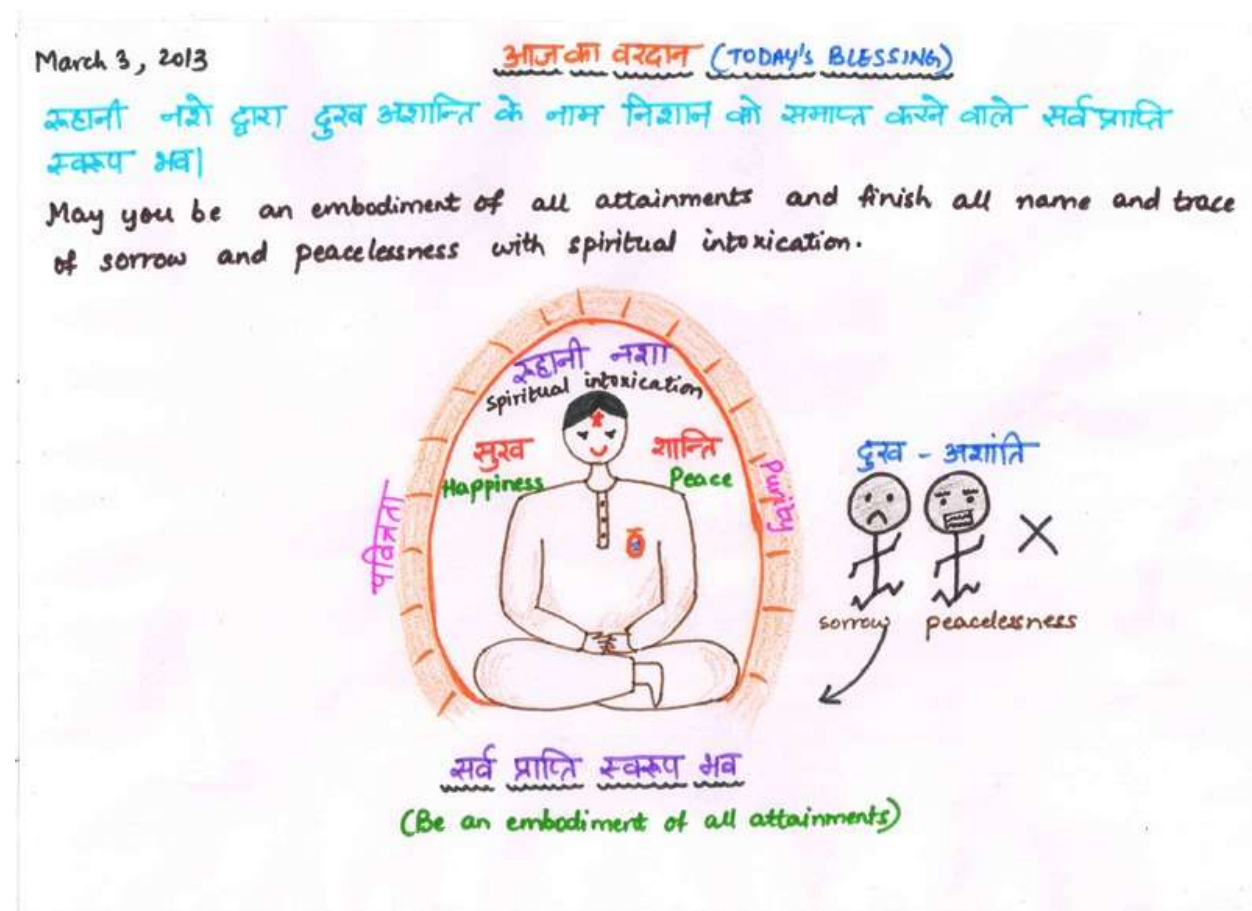 March 3, 2013
आज का वरदान (TODAY'S BLESSING)
रूहानी नशे द्वारा दुख अशान्ति के नाम निशान को समाप्त करने वाले सर्व प्राप्ति
स्वरूप भव|
May you be an embodiment of all attainments and finish all name and trace
of sorrow and peacelessness with spiritual intoxication.
रूहानी नशा
spiritual intoxication
सुख
शान्ति
Happiness
Peace
पवित्रता
Purity
दुख - अशांति
sorrow
peacelessness
सर्व प्राप्ति स्वरूप भव
(Be an embodiment of all attainments)